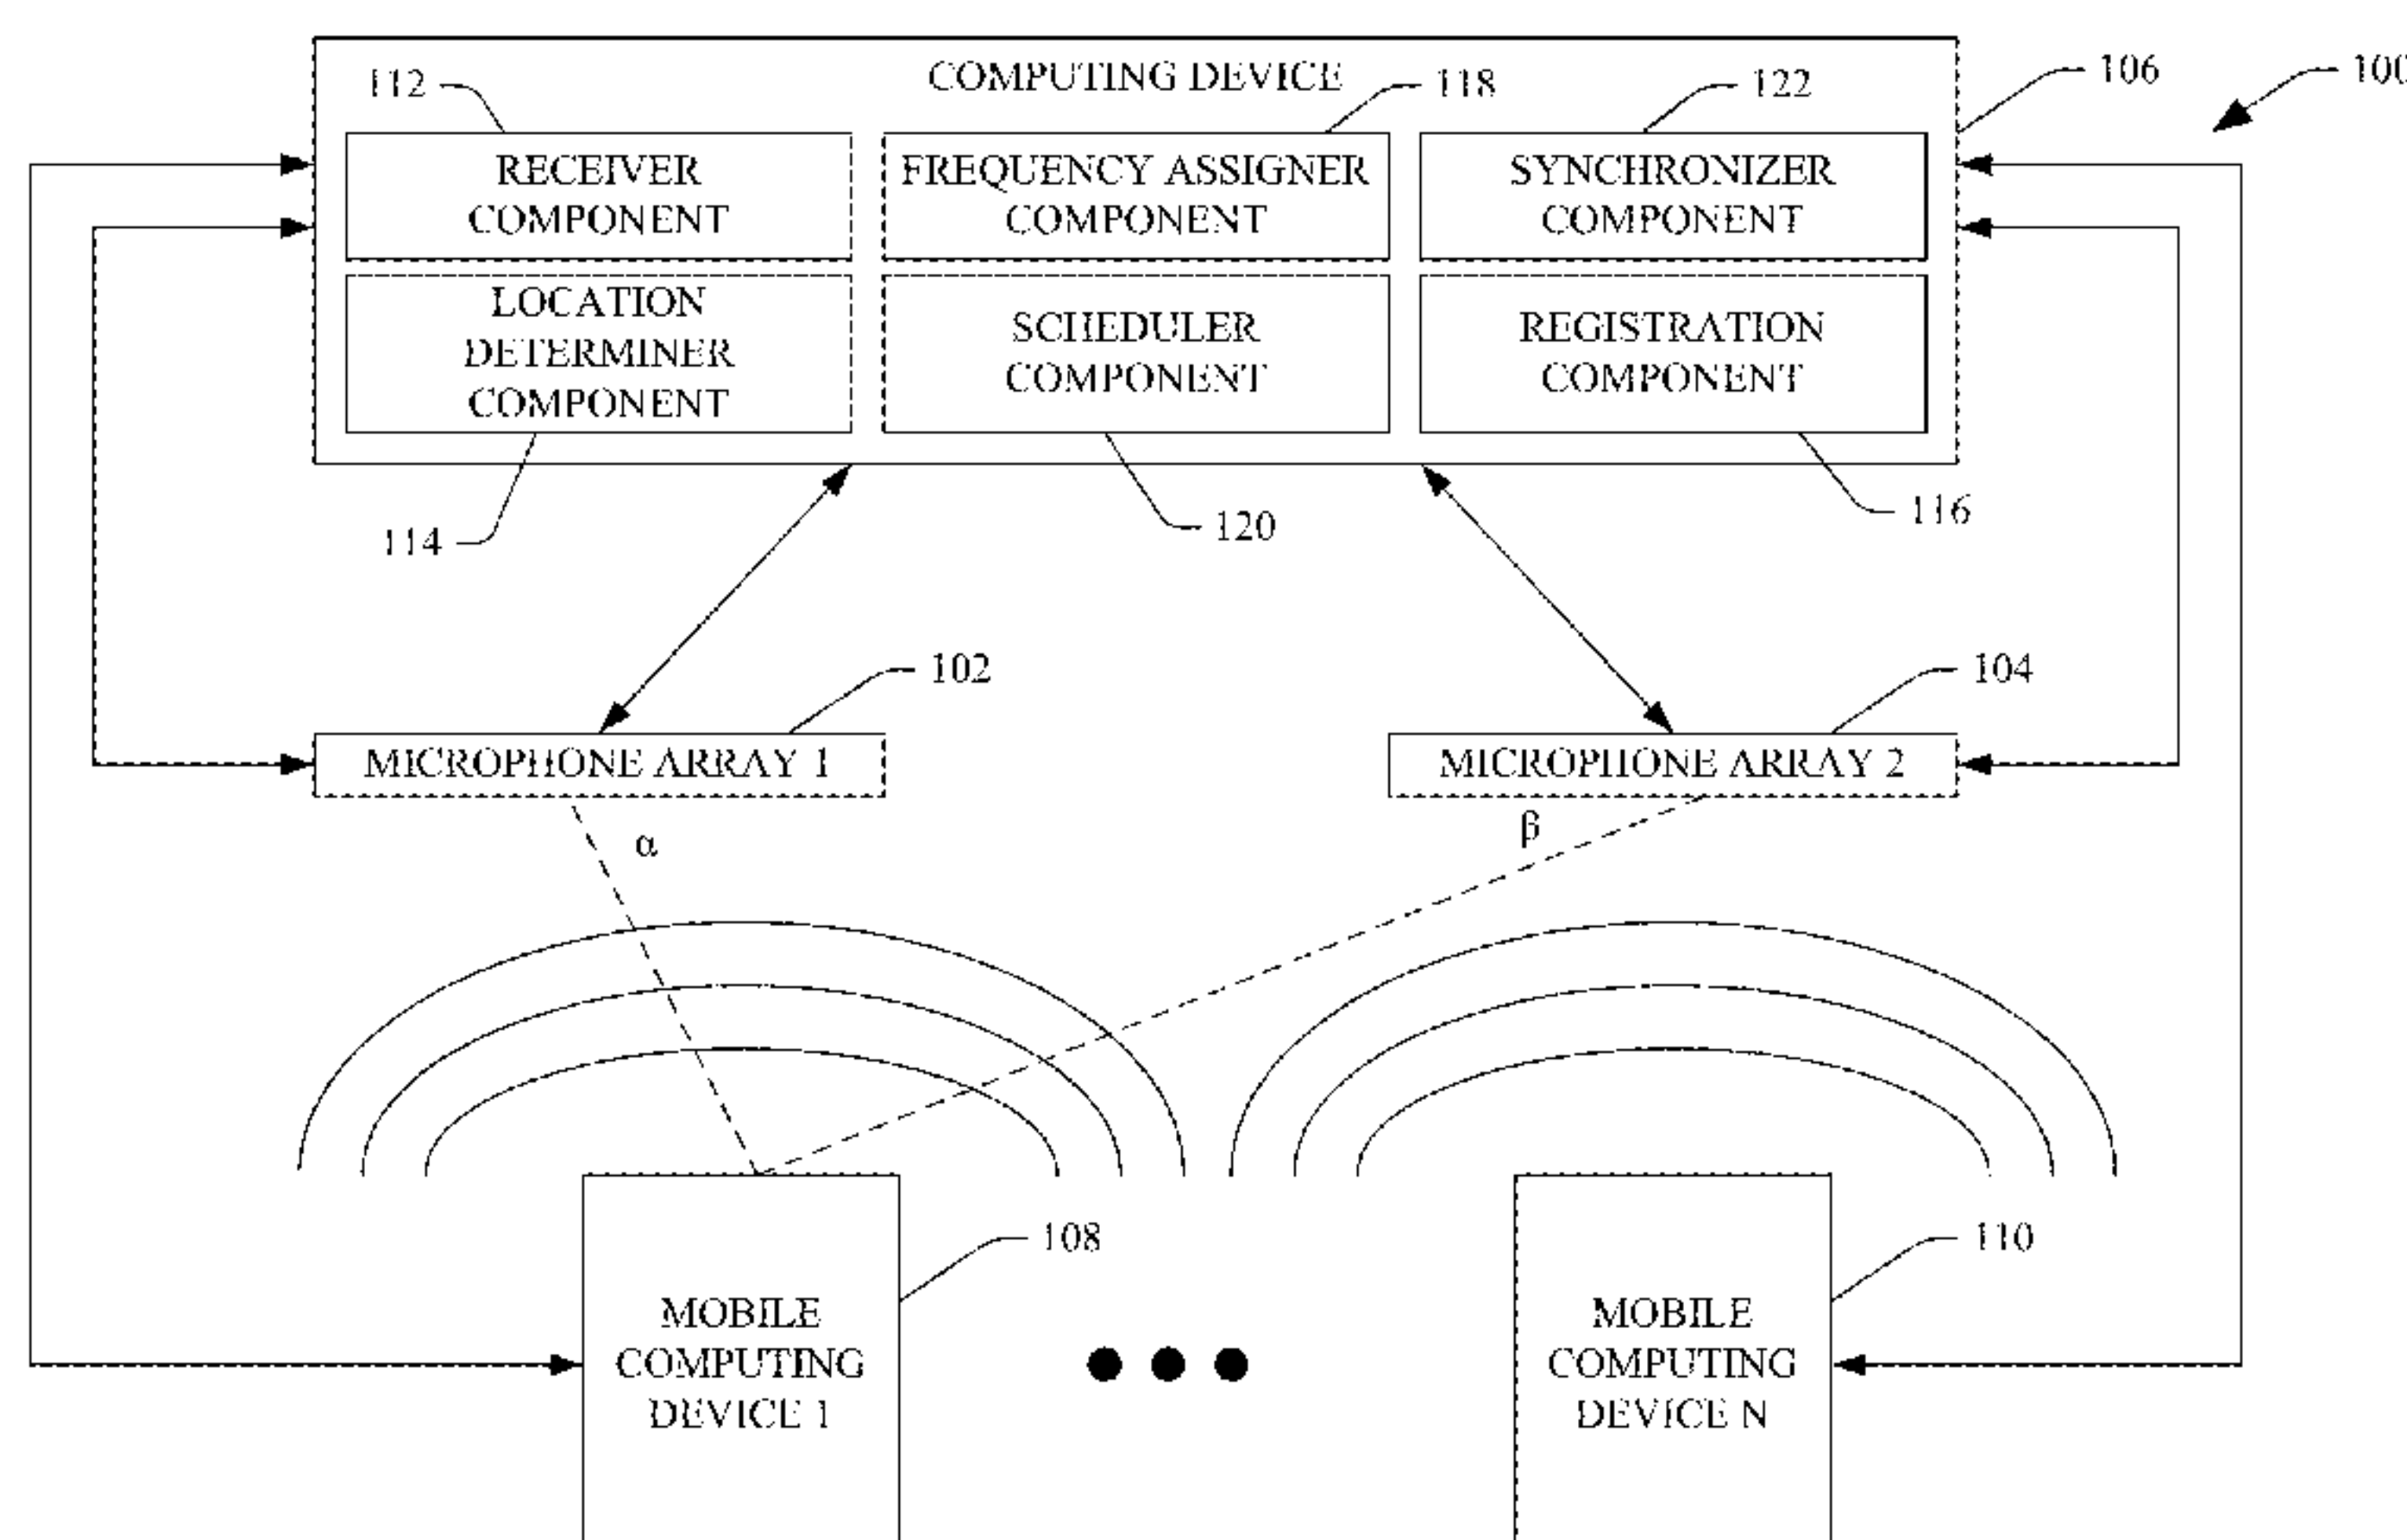 COMPUTING DEVICE
112
118
122
106
100
RECEIVER
COMPONENT
FREQUENCY ASSIGNER
COMPONENT
SYNCHRONIZER
COMPONENT
LOCATION
DETERMINER
COMPONENT
SCHEDULER
COMPONENT
REGISTRATION
COMPONENT
114
120
116
102
104
MICROPHONE ARRAY 1
MICROPHONE ARRAY 2
α
β
108
110
MOBILE
COMPUTING
DEVICE 1
MOBILE
COMPUTING
DEVICE N